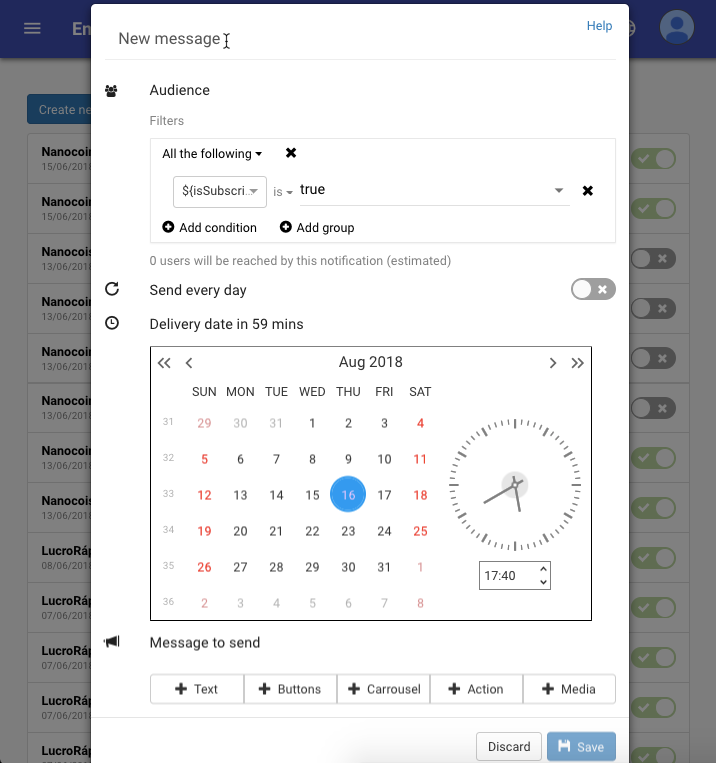 En
Help
New message
Create ne
Audience
Filters
All the following
${isSubscri..
is
true
Add condition
Add group
0 users will be reached by this notification (estimated)
Send every day
Delivery date in 59 mins
Aug 2018
SUN MON TUE WED THU FRI SAT
31 29 30 31 1 2 3 4
32 5 6 7 8 9 10 11
33 12 13 14 15 16 17 18
34 19 20 21 22 23 24 25
35 26 27 28 29 30 31 1
36 2 3 4 5 6 7 8
17:40
Message to send
Text
Buttons
Carrousel
Action
Media
Discard
Save
Nanocoi
15/06/201
Nanocoi
15/06/201
Nanocois
13/06/201
Nanocoi
13/06/201
Nanocoi
13/06/201
Nanocoi
13/06/201
Nanocoi
13/06/201
Nanocois
13/06/201
LucroRáp
08/06/201
LucroRáp
07/06/201
LucroRáp
07/06/201
LucroRáp
07/06/201
LucroRáp